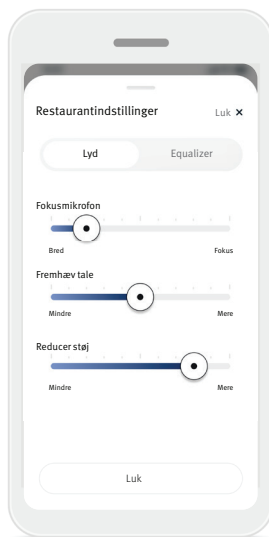 Restaurantindstillinger Luk ×
Lyd Equalizer
Fokusmikrofon
Bred Fokus
Fremhæv tale
Mindre Mere
Reducer støj
Mindre Mere
Luk